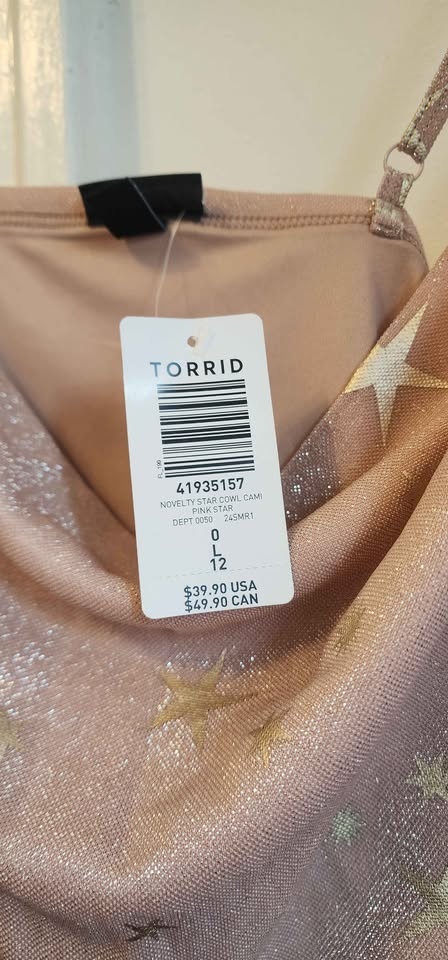 TORRID
FL_195
41935157
NOVELTY STAR COWL CAMI
PINK STAR
DEPT 0050 24SMR1
0
L
12
$39.90 USA
$49.90 CAN